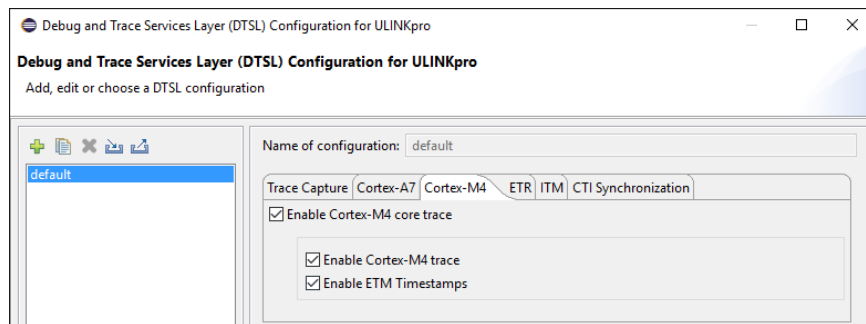 Debug and Trace Services Layer (DTSL) Configuration for ULINKpro
Debug and Trace Services Layer (DTSL) Configuration for ULINKpro
Add, edit or choose a DTSL configuration
Name of configuration: default
default
Trace Capture Cortex-A7 Cortex-M4 ETR ITM CTI Synchronization
Enable Cortex-M4 core trace
Enable Cortex-M4 trace
Enable ETM Timestamps